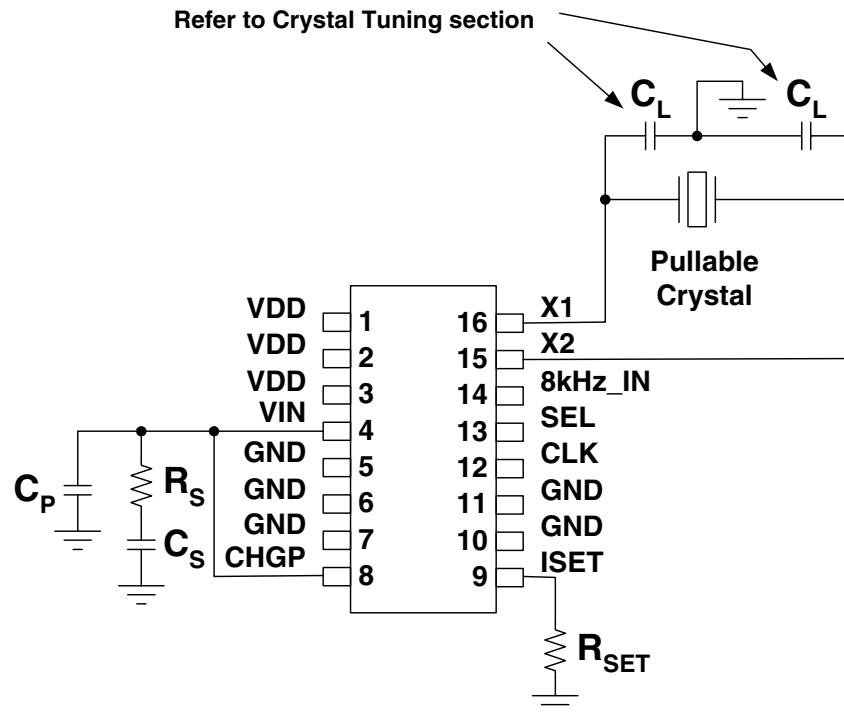 Refer to Crystal Tuning section
CL
CL
Pullable
Crystal
VDD 1
VDD 2
VDD 3
VIN 4
GND 5
GND 6
GND 7
CHGP 8
16 X1
15 X2
14 8kHz_IN
13 SEL
12 CLK
11 GND
10 GND
9 ISET
CP
RS
CS
RSET